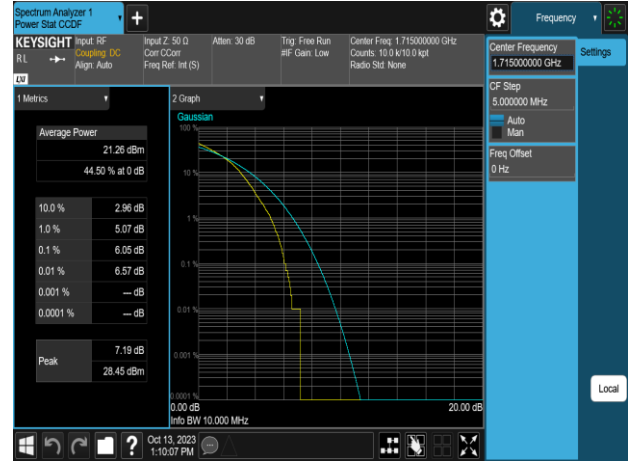 Spectrum Analyzer 1
Power Stat CCDF
Frequency
KEYSIGHT
RL
LXI
Input: RF
Coupling: DC
Align: Auto
Input Z: 50 Ω
Corr CCorr
Freq Ref: Int (S)
Atten: 30 dB
Trig: Free Run
#IF Gain: Low
Center Freq: 1.715000000 GHz
Counts: 10.0 k/10.0 kpt
Radio Std: None
Center Frequency
1.715000000 GHz
Settings
CF Step
5.000000 MHz
Auto
Man
Freq Offset
0 Hz
1 Metrics
Average Power
21.26 dBm
44.50 % at 0 dB
10.0 % 2.96 dB
1.0 % 5.07 dB
0.1 % 6.05 dB
0.01 % 6.57 dB
0.001 % --- dB
0.0001 % --- dB
Peak
7.19 dB
28.45 dBm
2 Graph
Gaussian
100 %
10 %
1 %
0.1 %
0.01 %
0.001 %
0.0001 %
0.00 dB 20.00 dB
Info BW 10.000 MHz
Local
?
Oct 13, 2023
1:10:07 PM